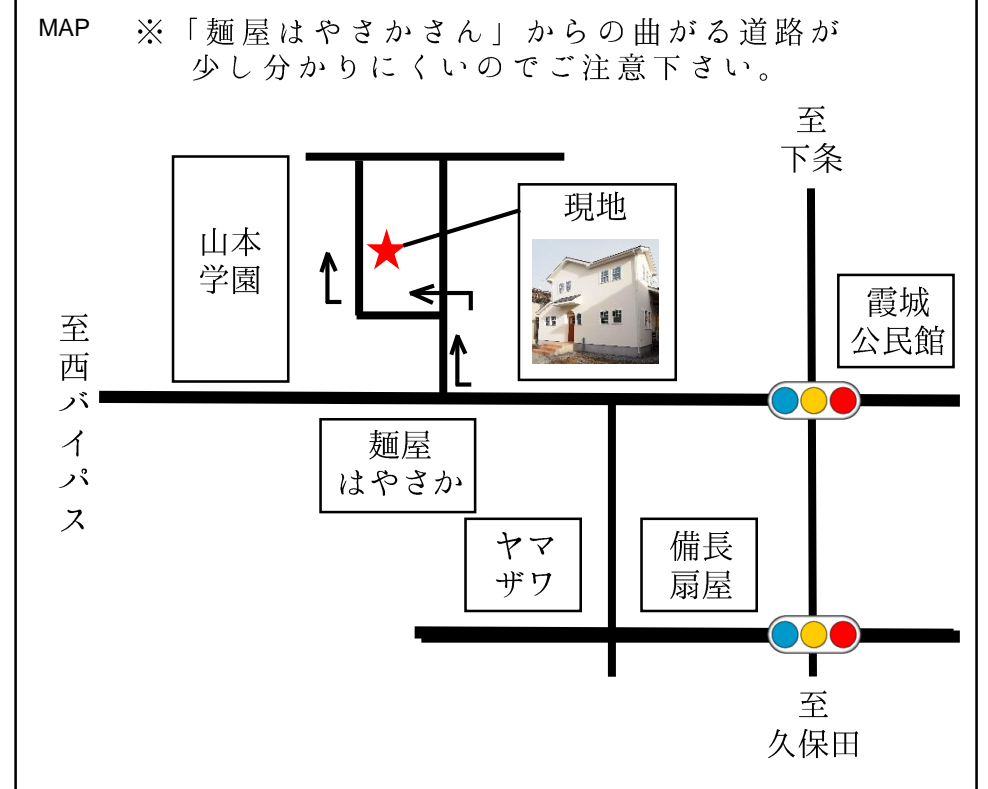 MAP
※「麺屋はやさかさん」からの曲がる道路が
少し分かりにくいのでご注意下さい。
至
下条
現地
山本
学園
霞城
公民館
至西バイパス
麺屋
はやさか
ヤマ
ザワ
備長
扇屋
至
久保田